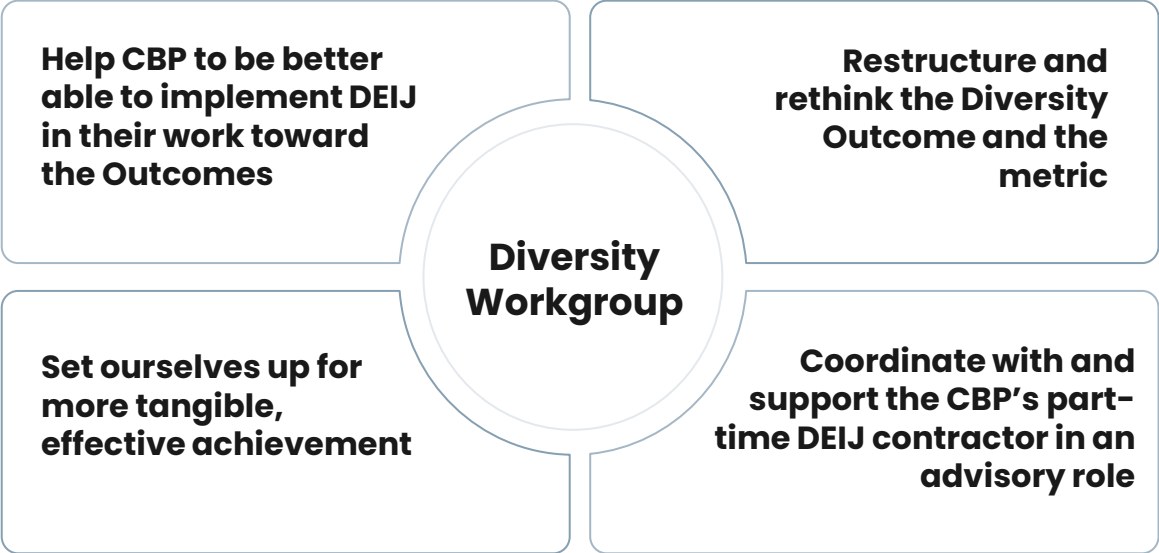 Help CBP to be better
able to implement DEIJ
in their work toward
the Outcomes
Restructure and
rethink the Diversity
Outcome and the
metric
Diversity
Workgroup
Set ourselves up for
more tangible,
effective achievement
Coordinate with and
support the CBP’s part-
time DEIJ contractor in an
advisory role